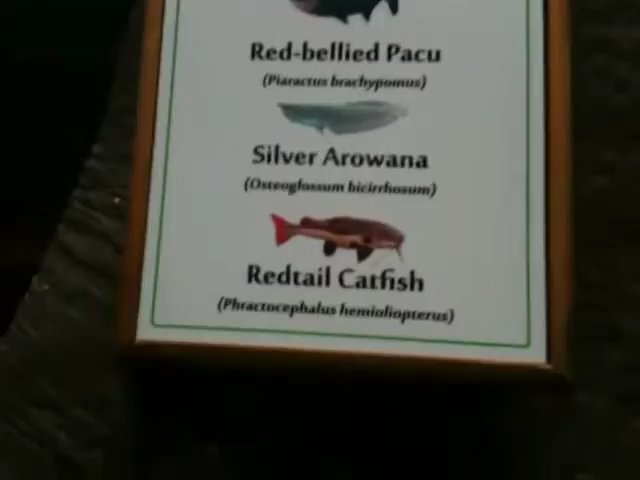 Red-bellied Pacu
(Piaractus brachypomus)
Silver Arowana
(Osteoglossum bicirrhosum)
Redtail Catfish
(Phractocephalus hemioliopterus)